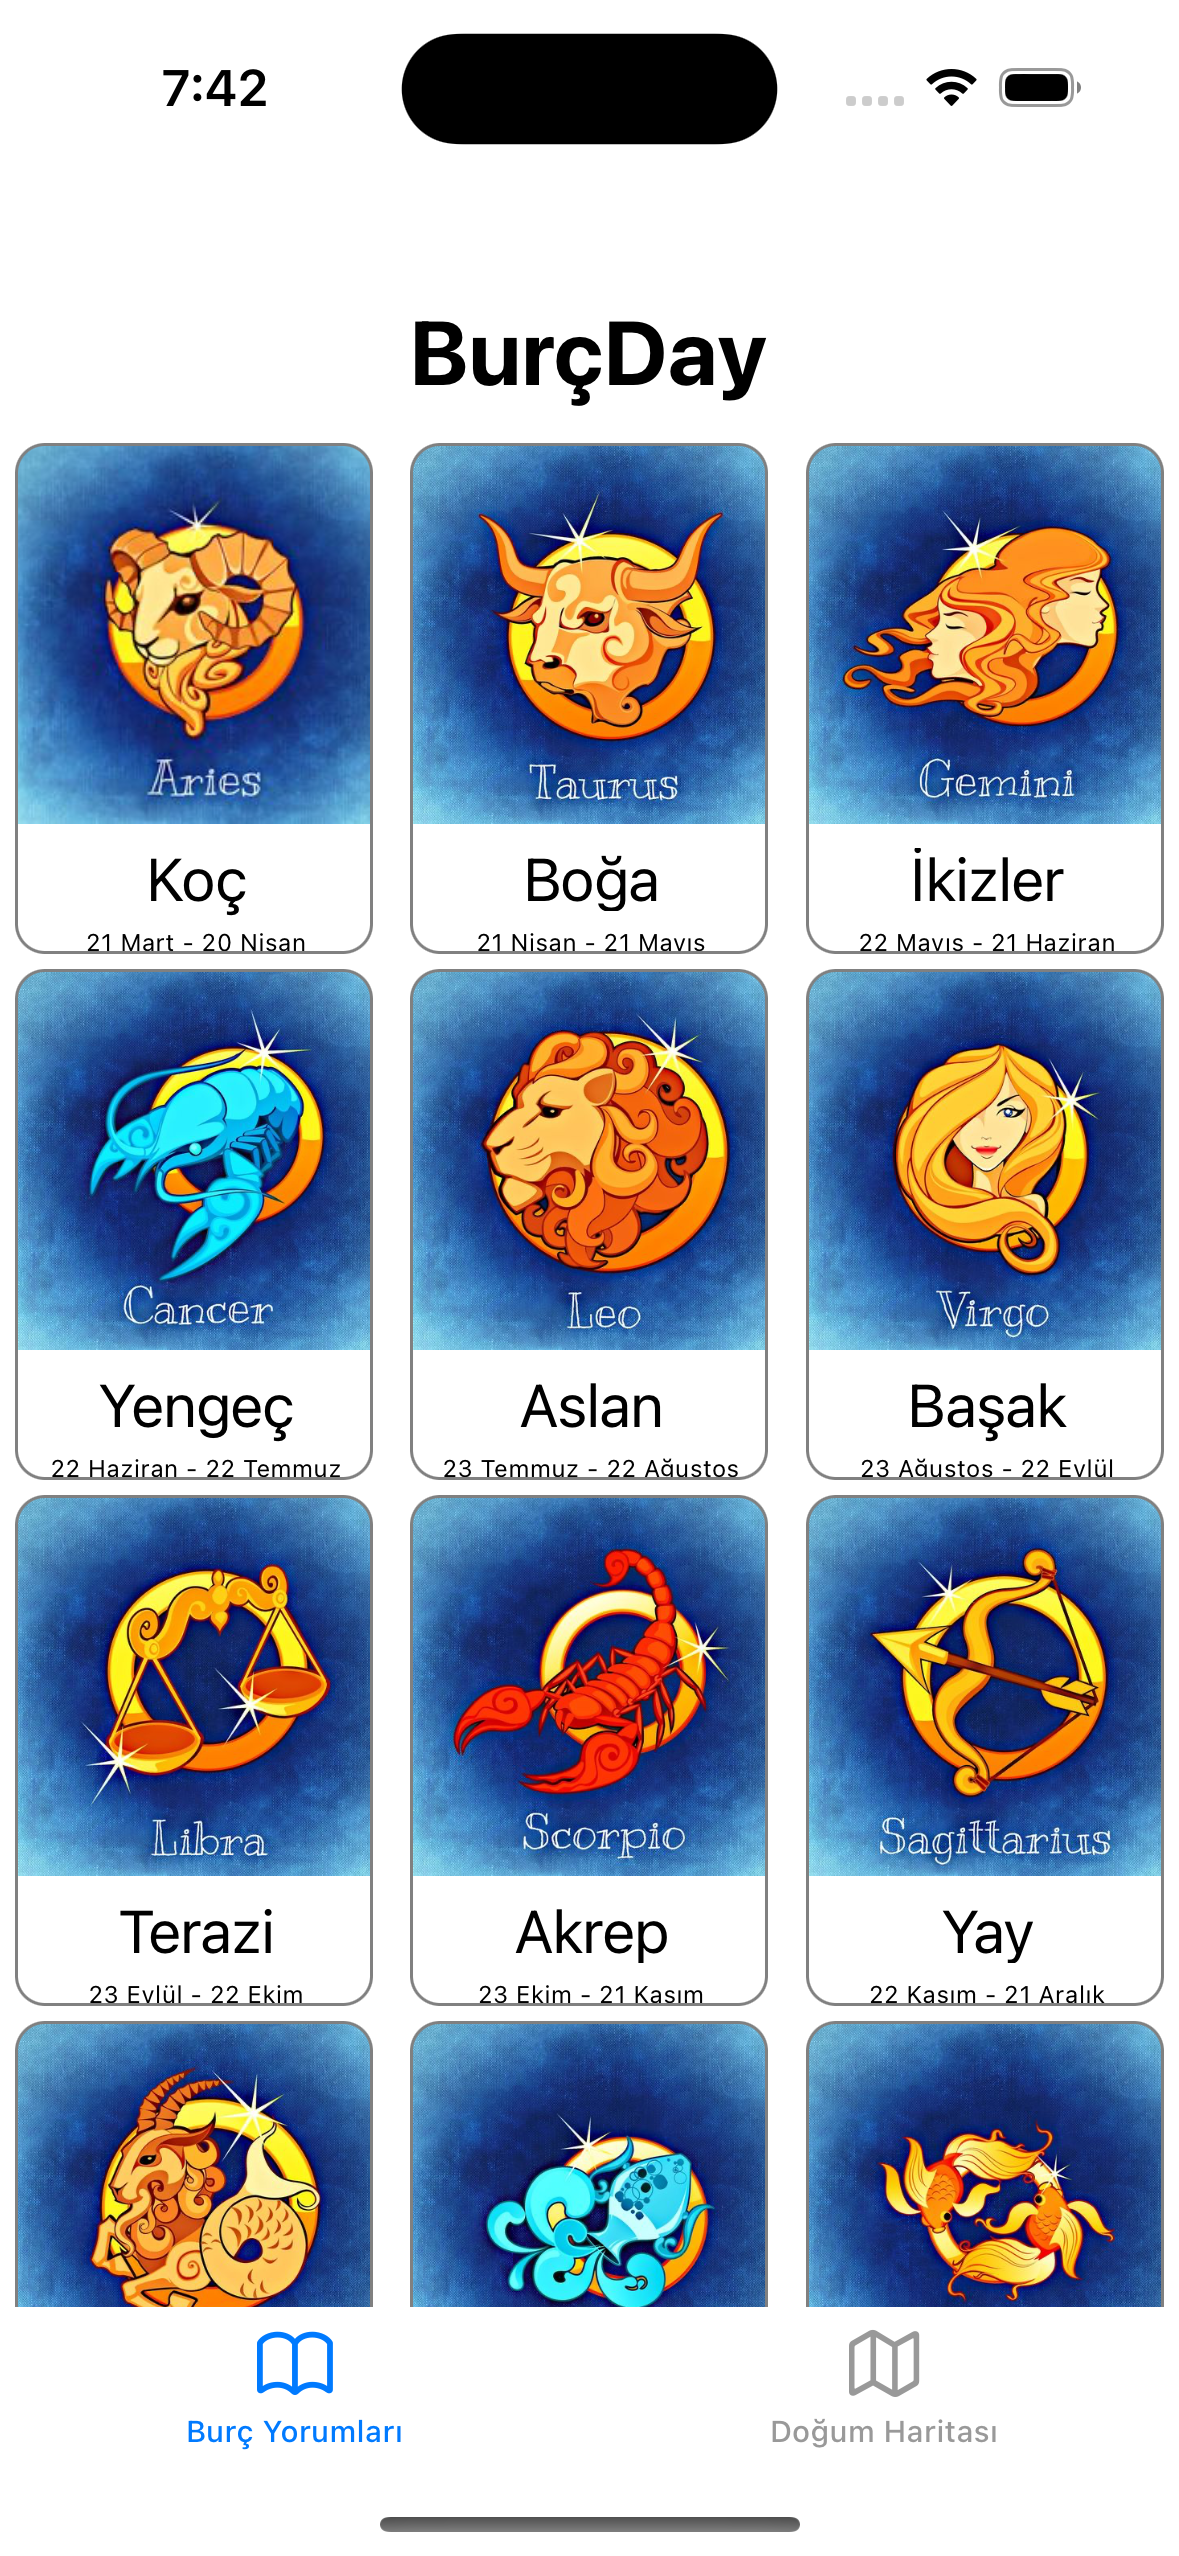 7:42
BurçDay
Aries
Taurus
Gemini
Koç
Boğa
İkizler
21 Mart - 20 Nisan
21 Nisan - 21 Mayıs
22 Mayıs - 21 Haziran
Cancer
Leo
Virgo
Yengeç
Aslan
Başak
22 Haziran - 22 Temmuz
23 Temmuz - 22 Ağustos
23 Ağustos - 22 Eylül
Libra
Scorpio
Sagittarius
Terazi
Akrep
Yay
23 Eylül - 22 Ekim
23 Ekim - 21 Kasım
22 Kasım - 21 Aralık
Burç Yorumları
Doğum Haritası